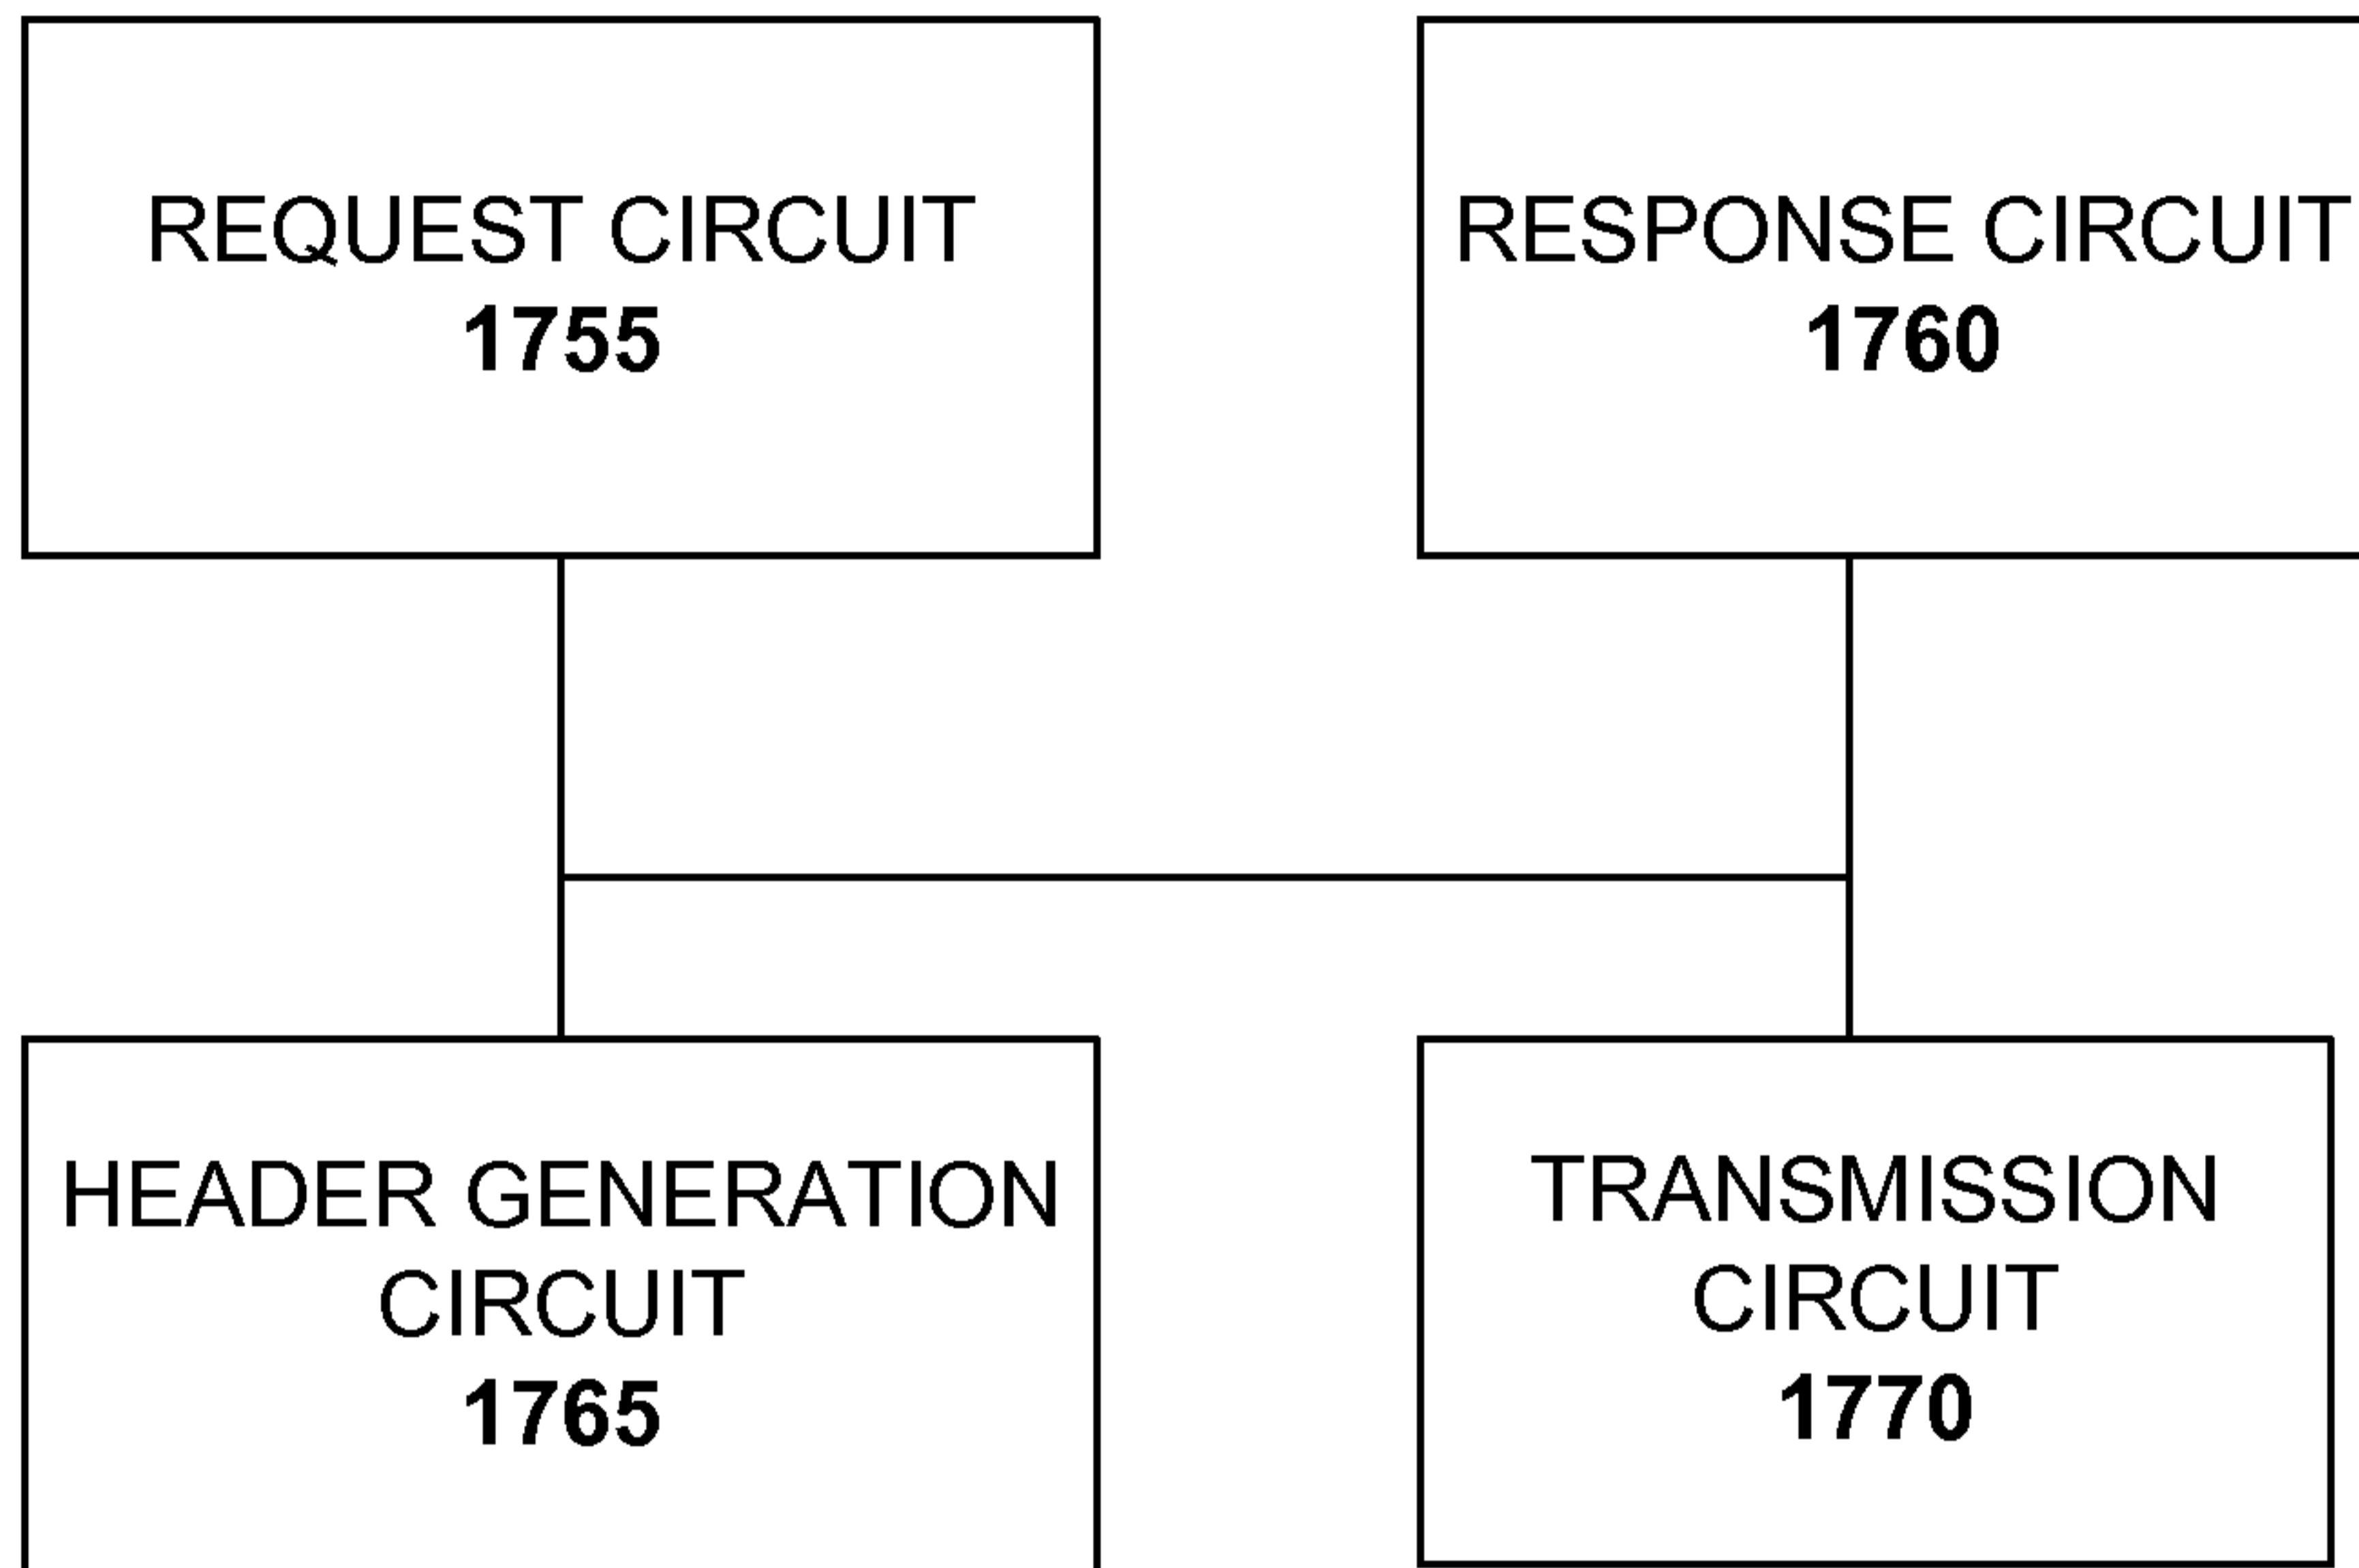 REQUEST CIRCUIT
1755
RESPONSE CIRCUIT
1760
HEADER GENERATION
CIRCUIT
1765
TRANSMISSION
CIRCUIT
1770